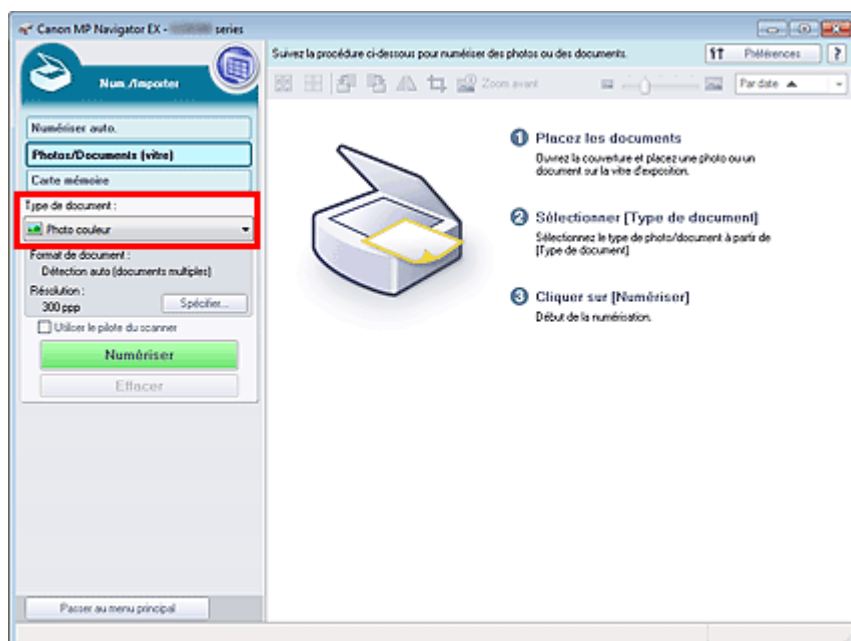 Canon MP Navigator EX - series
Num./Importer
Numériser auto.
Photos/Documents (vitre)
Carte mémoire
Type de document :
Photo couleur
Format de document :
Détection auto (documents multiples)
Résolution :
300 ppp
Spécifier...
Utiliser le pilote du scanner
Numériser
Effacer
Passer au menu principal
Suivez la procédure ci-dessous pour numériser des photos ou des documents.
Préférences
?
Zoom avant
Par date
1 Placez les documents
Ouvrez la couverture et placez une photo ou un
document sur la vitre d'exposition.
2 Sélectionner [Type de document]
Sélectionnez le type de photo/document à partir de
[Type de document]
3 Cliquer sur [Numériser]
Début de la numérisation.